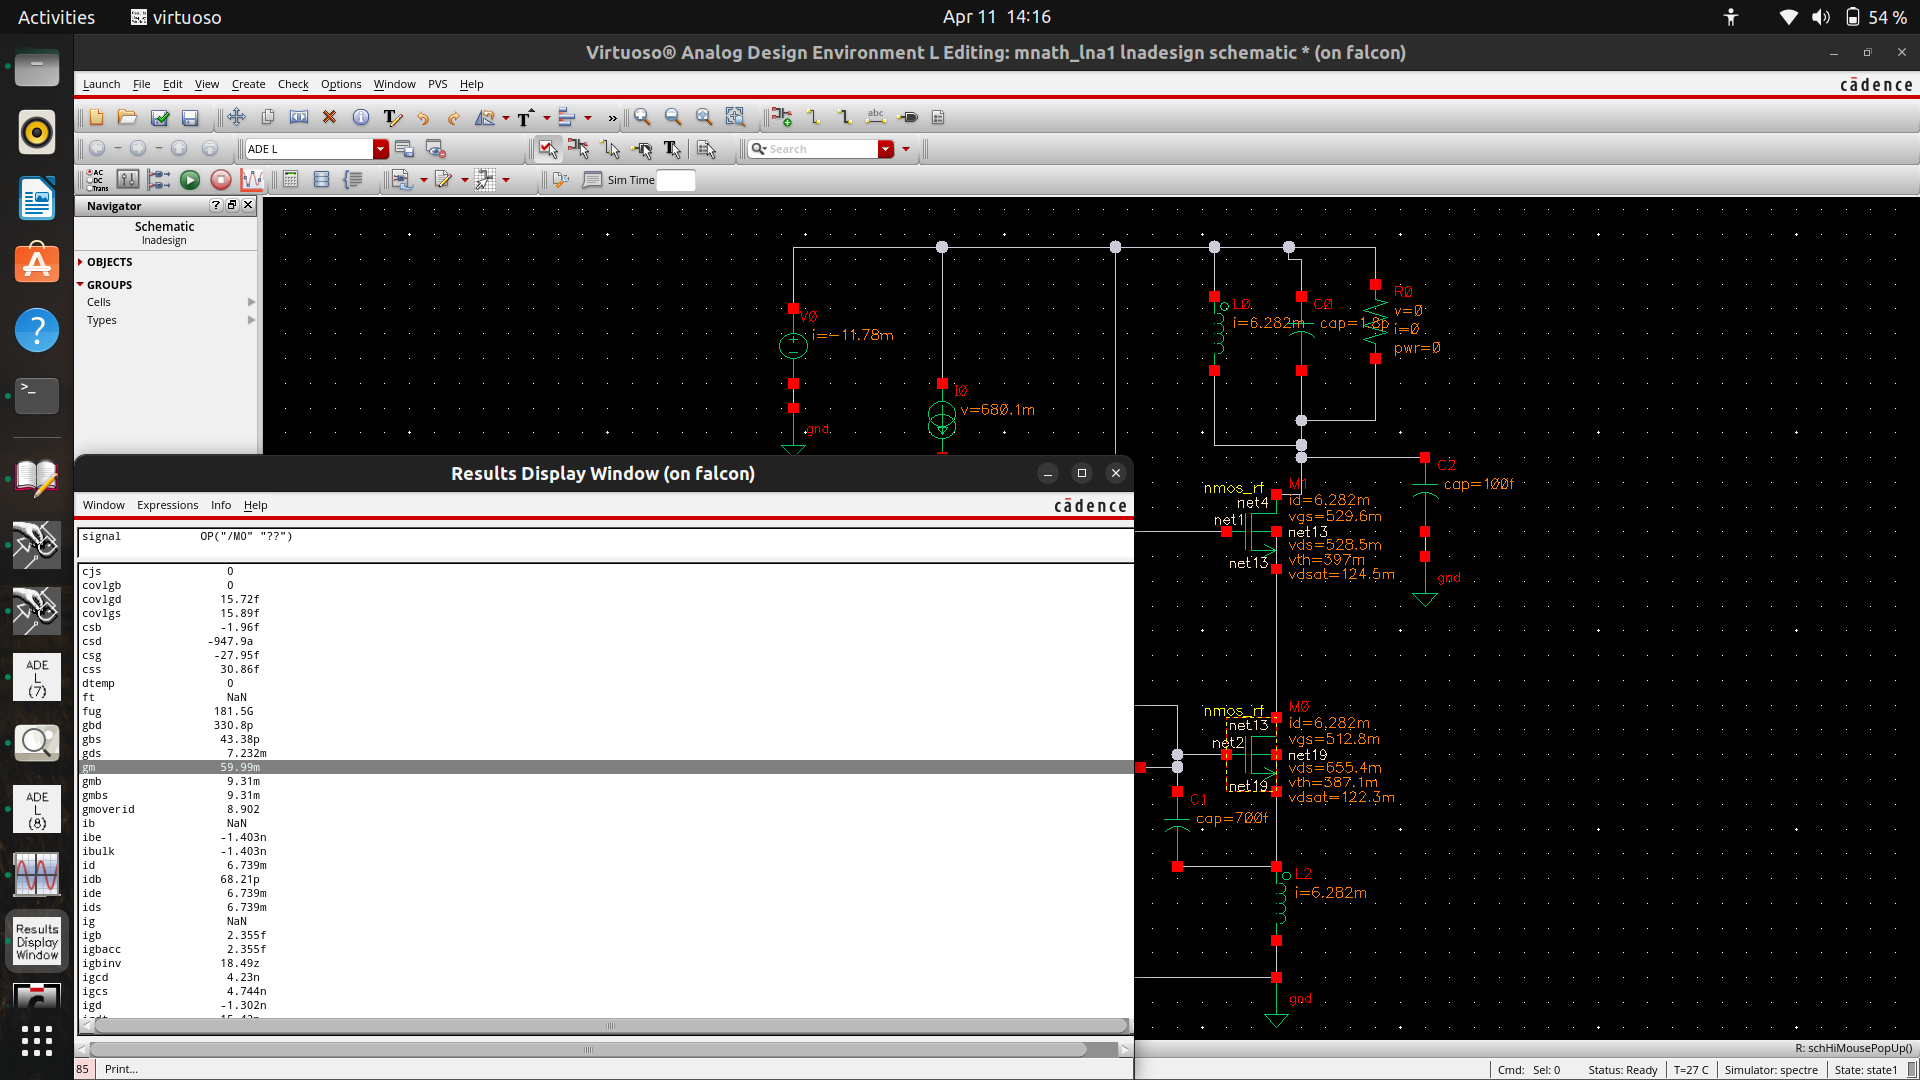 Activities
virtuoso
Apr 11 14:16
54 %
Virtuoso® Analog Design Environment L Editing: mnath_lna1 lnadesign schematic * (on falcon)
Launch File Edit View Create Check Options Window PVS Help
cādence
ADE L
Search
AC
DC
Trans
Sim Time
Navigator
Schematic
lnadesign
OBJECTS
GROUPS
Cells
Types
V0
i=-11.78m
gnd
I0
v=680.1m
L0
i=6.282m
C0
cap=1.8p
R0
v=0
i=0
pwr=0
C2
cap=100f
gnd
nmos_rf
net4
net1
net13
M1
id=6.282m
vgs=529.6m
net13
vds=528.5m
vth=397m
vdsat=124.5m
nmos_rf
net13
net2
net19
M0
id=6.282m
vgs=512.8m
net19
vds=655.4m
vth=387.1m
vdsat=122.3m
C1
cap=700f
L2
i=6.282m
gnd
Results Display Window (on falcon)
Window Expressions Info Help
cādence
signal OP("/M0" "??")
cjs 0
covlgb 0
covlgd 15.72f
covlgs 15.89f
csb -1.96f
csd -947.9a
csg -27.95f
css 30.86f
dtemp 0
ft NaN
fug 181.5G
gbd 330.8p
gbs 43.38p
gds 7.232m
gm 59.99m
gmb 9.31m
gmbs 9.31m
gmoverid 8.902
ib NaN
ibe -1.403n
ibulk -1.403n
id 6.739m
idb 68.21p
ide 6.739m
ids 6.739m
ig NaN
igb 2.355f
igbacc 2.355f
igbinv 18.49z
igcd 4.23n
igcs 4.744n
igd -1.302n
85 Print...
ADE
L
(7)
ADE
L
(8)
Results
Display
Window
R: schHiMousePopUp()
Cmd: Sel: 0 Status: Ready T=27 C Simulator: spectre State: state1